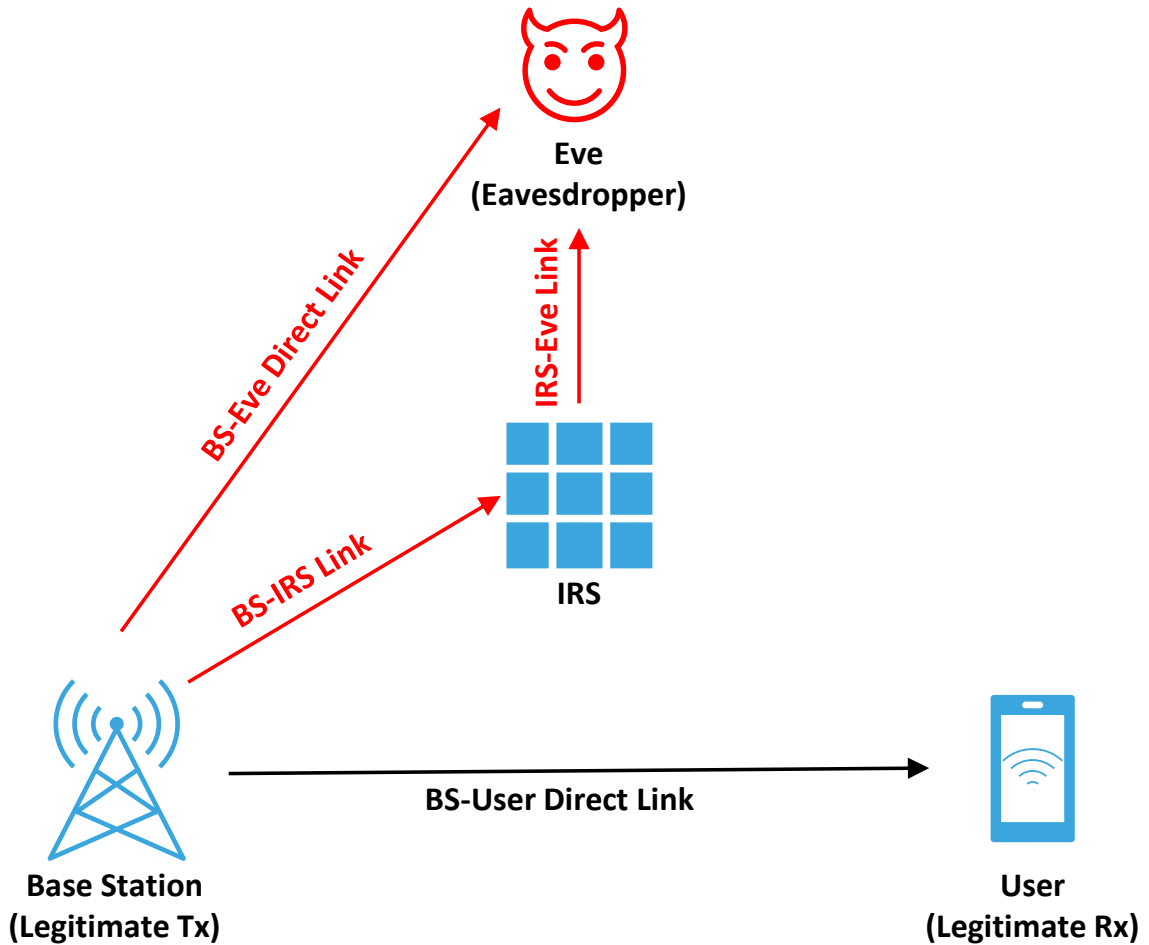 Eve
(Eavesdropper)
BS-Eve Direct Link
IRS-Eve Link
BS-IRS Link
IRS
BS-User Direct Link
Base Station
(Legitimate Tx)
User
(Legitimate Rx)